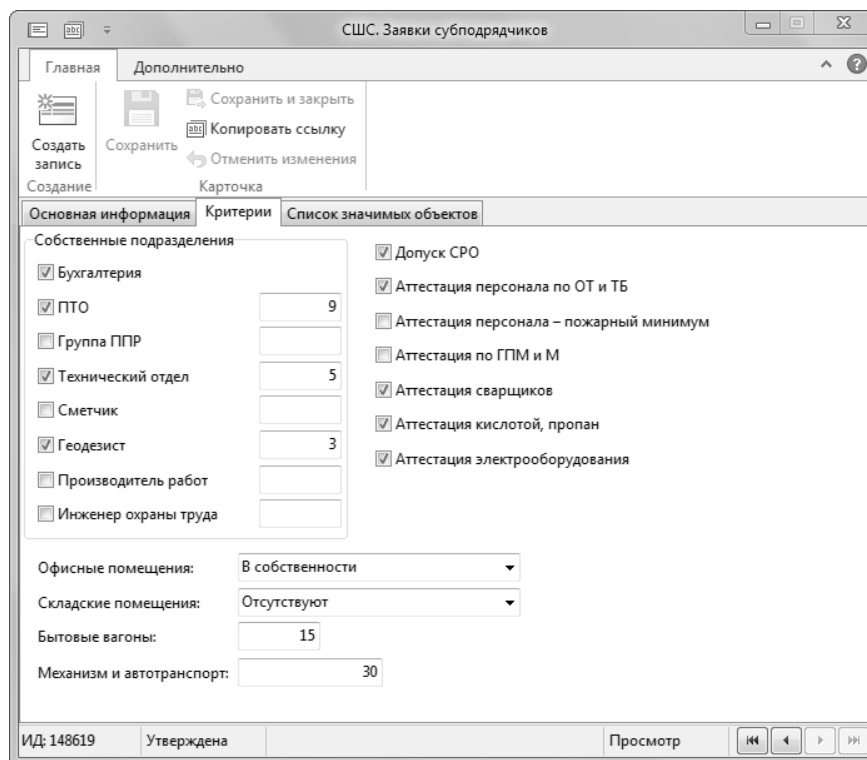 СШС. Заявки субподрядчиков
Главная Дополнительно
Создать запись
Сохранить
Сохранить и закрыть
Копировать ссылку
Отменить изменения
Создание
Карточка
Основная информация Критерии Список значимых объектов
Собственные подразделения
Бухгалтерия
ПТО 9
Группа ППР
Технический отдел 5
Сметчик
Геодезист 3
Производитель работ
Инженер охраны труда
Допуск СРО
Аттестация персонала по ОТ и ТБ
Аттестация персонала – пожарный минимум
Аттестация по ГПМ и М
Аттестация сварщиков
Аттестация кислотой, пропан
Аттестация электрооборудования
Офисные помещения: В собственности
Складские помещения: Отсутствуют
Бытовые вагоны: 15
Механизм и автотранспорт: 30
ИД: 148619 Утверждена Просмотр